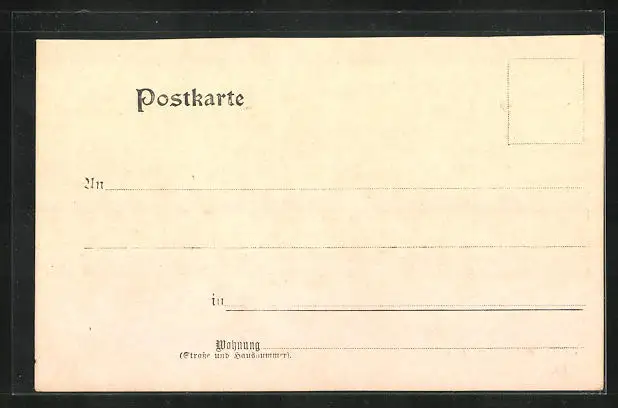 Postkarte
An
in
Wohnung
(Straße und Hausnummer).